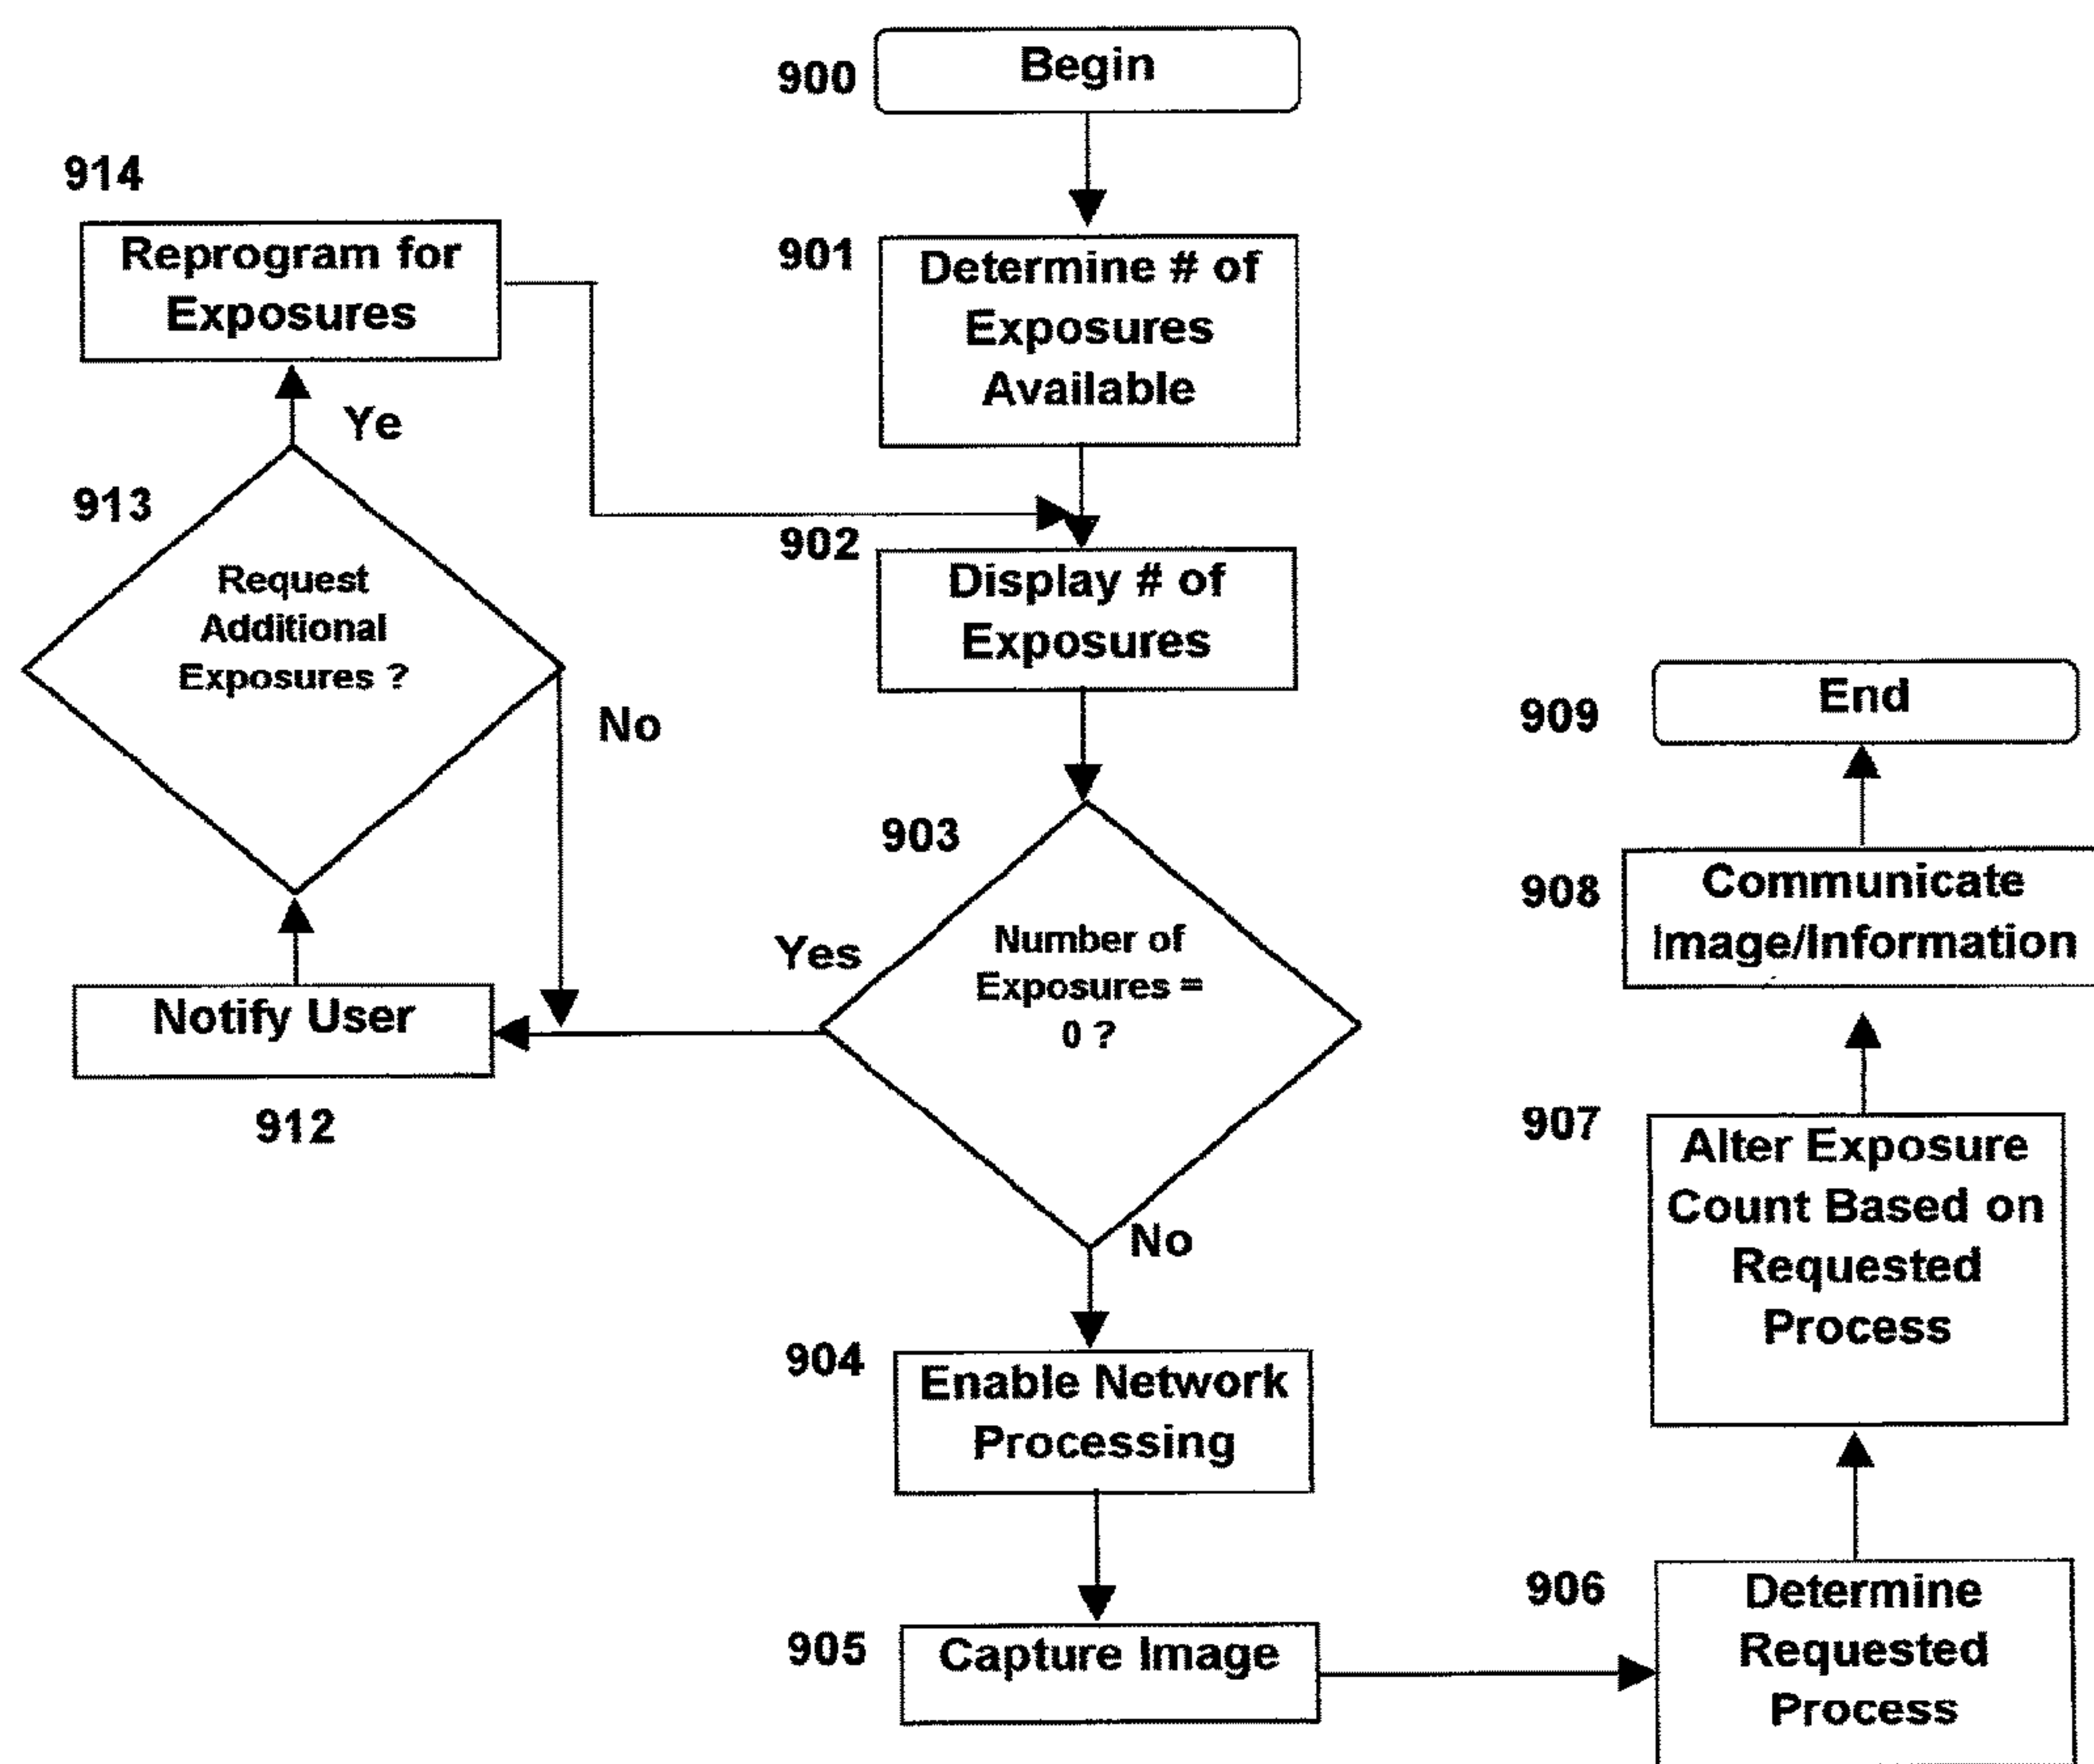 900
Begin
901
Determine # of
Exposures
Available
902
Display # of
Exposures
903
Number of
Exposures =
0 ?
Yes
No
912
Notify User
913
Request
Additional
Exposures ?
Ye
No
914
Reprogram for
Exposures
904
Enable Network
Processing
905
Capture Image
906
Determine
Requested
Process
907
Alter Exposure
Count Based on
Requested
Process
908
Communicate
Image/Information
909
End